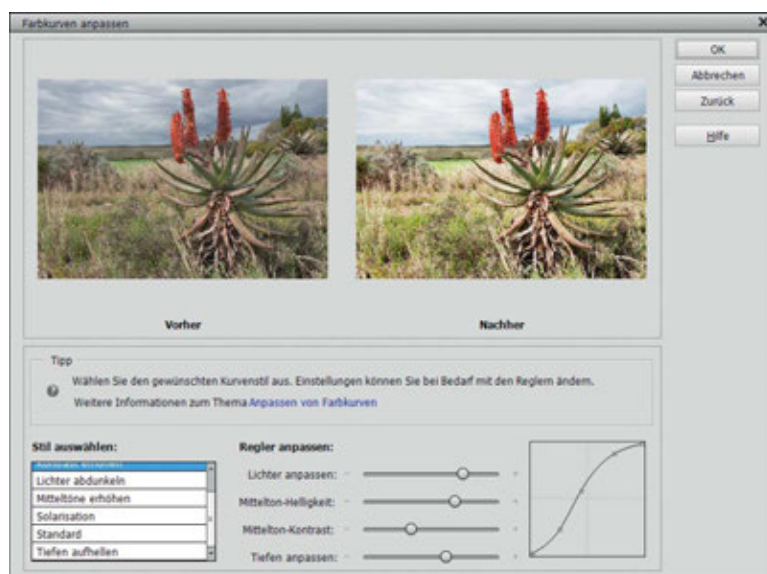 Farbkurven anpassen
X
OK
Abbrechen
Zurück
Hilfe
Vorher
Nachher
Tipp
Wählen Sie den gewünschten Kurvenstil aus. Einstellungen können Sie bei Bedarf mit den Reglern ändern.
Weitere Informationen zum Thema Anpassen von Farbkurven
Stil auswählen:
Lichter abdunkeln
Mitteltöne erhöhen
Solarisation
Standard
Tiefen aufhellen
Regler anpassen:
Lichter anpassen: - +
Mittelton-Helligkeit: - +
Mittelton-Kontrast: - +
Tiefen anpassen: - +